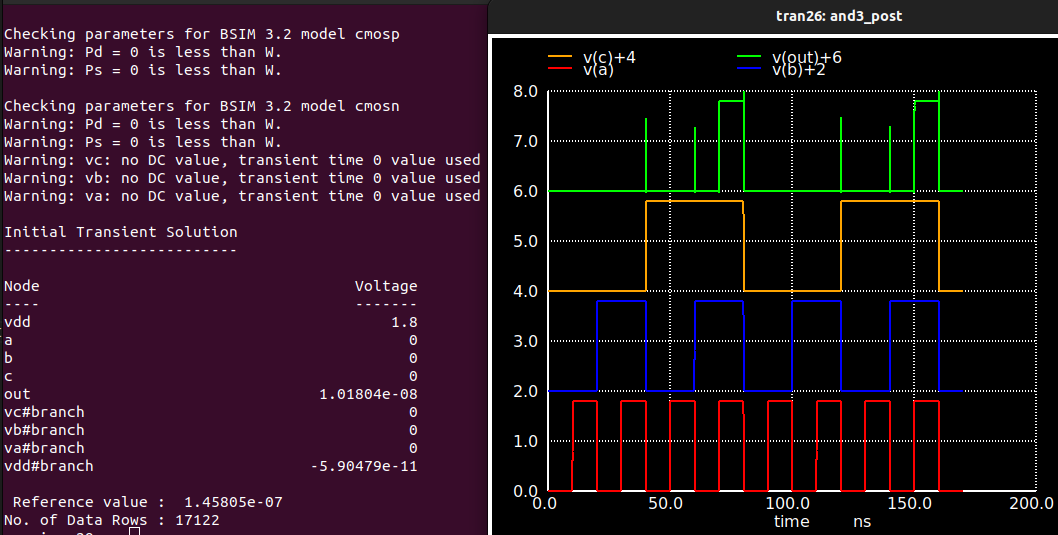 Checking parameters for BSIM 3.2 model cmosp
Warning: Pd = 0 is less than W.
Warning: Ps = 0 is less than W.
Checking parameters for BSIM 3.2 model cmosn
Warning: Pd = 0 is less than W.
Warning: Ps = 0 is less than W.
Warning: vc: no DC value, transient time 0 value used
Warning: vb: no DC value, transient time 0 value used
Warning: va: no DC value, transient time 0 value used
Initial Transient Solution
--------------------------
Node Voltage
---- -------
vdd 1.8
a 0
b 0
c 0
out 1.01804e-08
vc#branch 0
vb#branch 0
va#branch 0
vdd#branch -5.90479e-11
Reference value : 1.45805e-07
No. of Data Rows : 17122
tran26: and3_post
v(c)+4 v(out)+6
v(a) v(b)+2
8.0
7.0
6.0
5.0
4.0
3.0
2.0
1.0
0.0
0.0 50.0 100.0 150.0 200.0
time ns